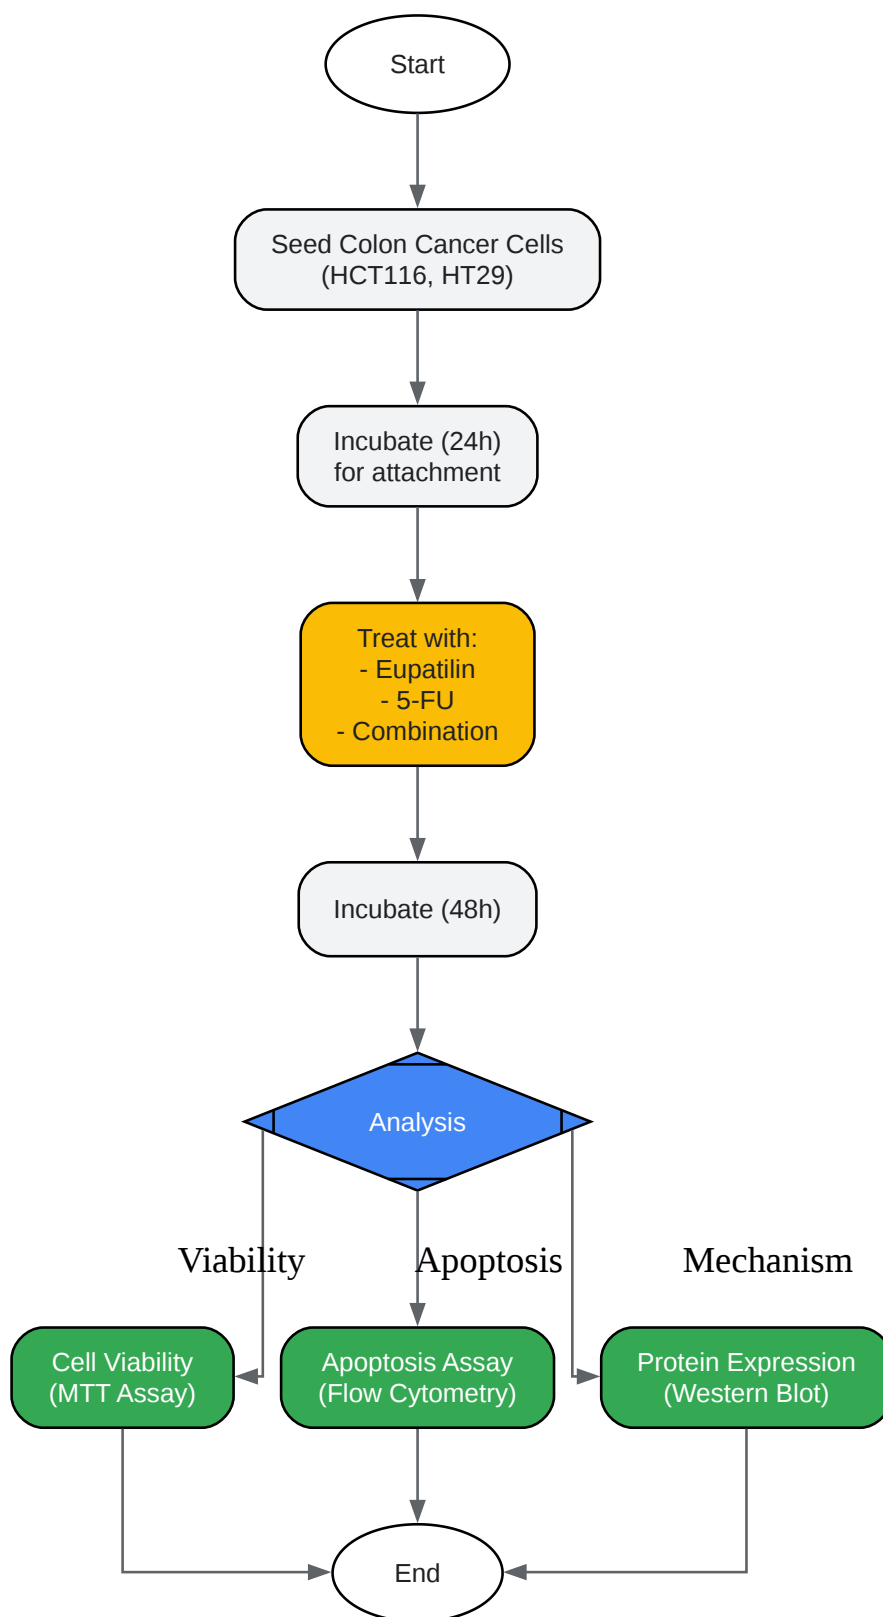 Start
Seed Colon Cancer Cells
(HCT116, HT29)
Incubate (24h)
for attachment
Treat with:
- Eupatilin
- 5-FU
- Combination
Incubate (48h)
Analysis
Viability
Apoptosis
Mechanism
Cell Viability
(MTT Assay)
Apoptosis Assay
(Flow Cytometry)
Protein Expression
(Western Blot)
End